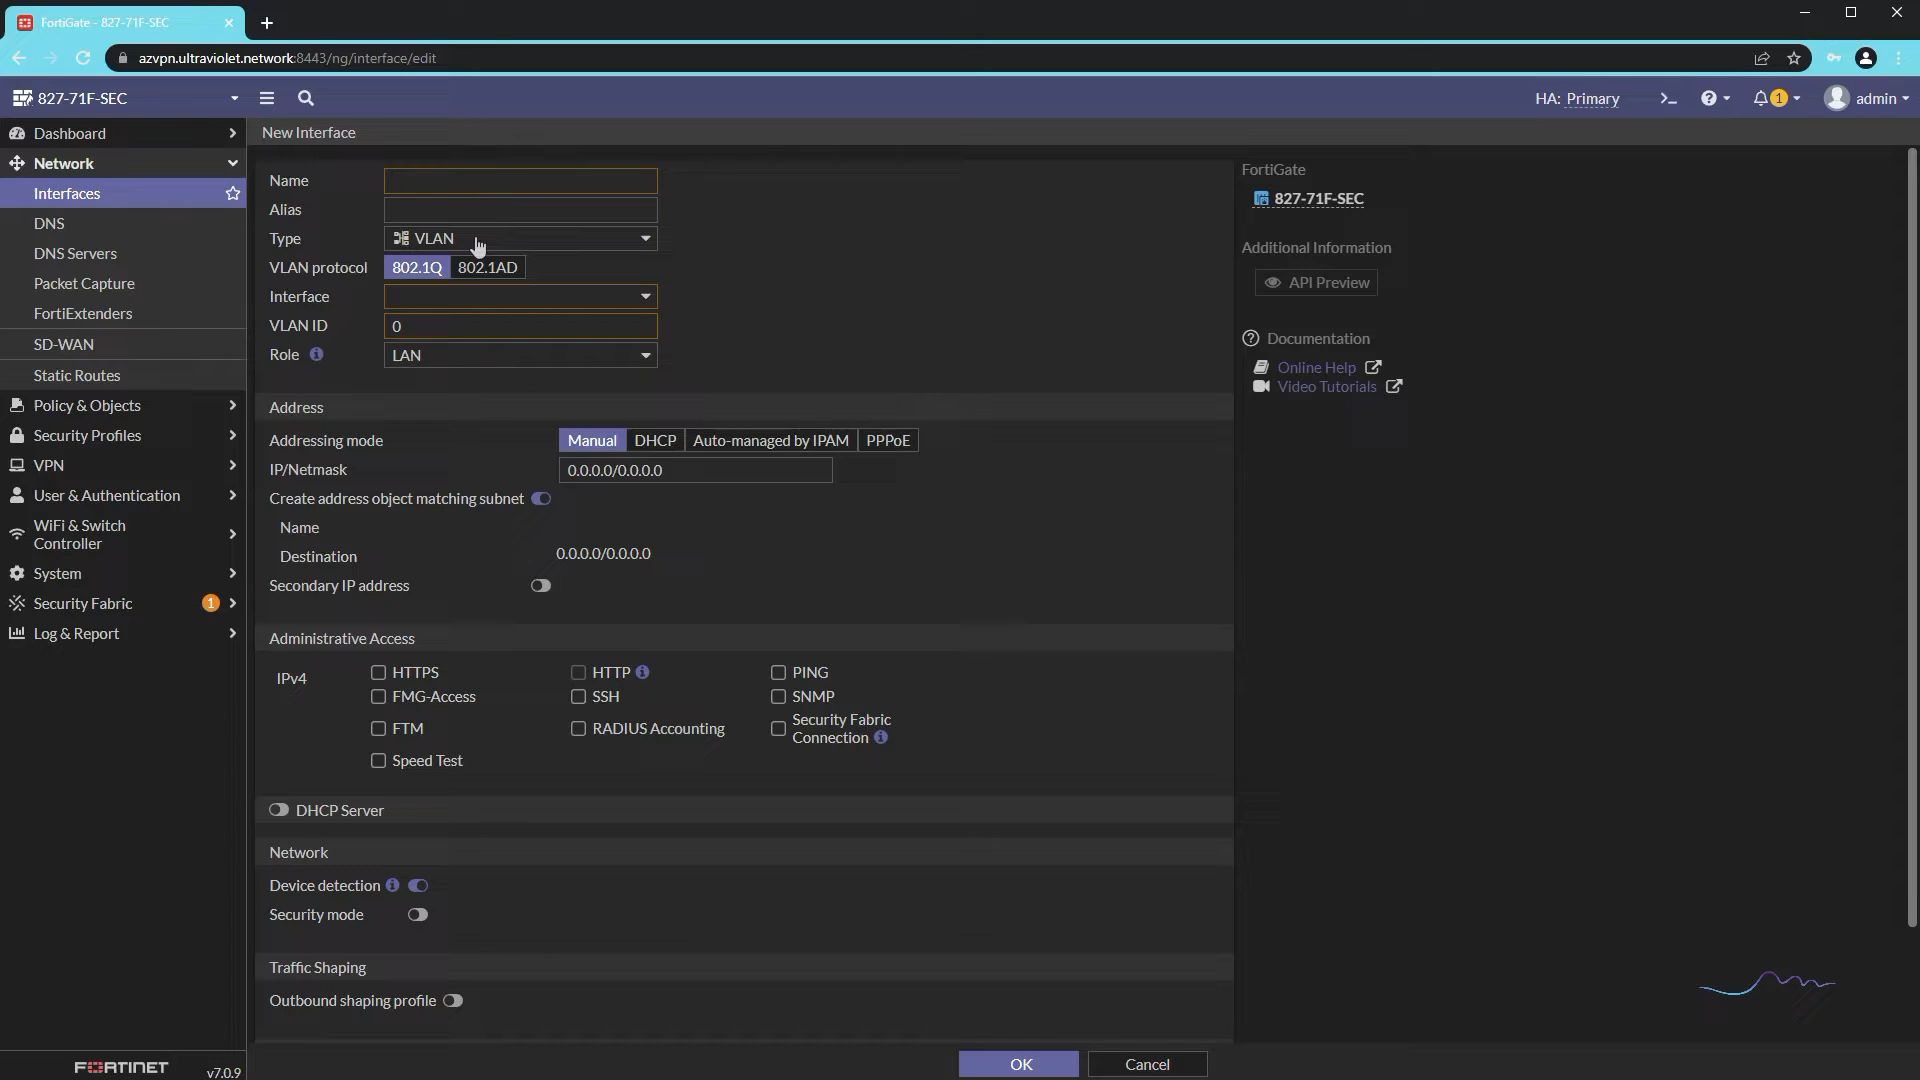 FortiGate - 827-71F-SEC
azvpn.ultraviolet.network:8443/ng/interface/edit
827-71F-SEC
HA: Primary
1
admin
Dashboard
Network
Interfaces
DNS
DNS Servers
Packet Capture
FortiExtenders
SD-WAN
Static Routes
Policy & Objects
Security Profiles
VPN
User & Authentication
WiFi & Switch
Controller
System
Security Fabric
1
Log & Report
FORTINET
v7.0.9
New Interface
Name
Alias
Type
VLAN
VLAN protocol
802.1Q
802.1AD
Interface
VLAN ID
0
Role
LAN
Address
Addressing mode
Manual
DHCP
Auto-managed by IPAM
PPPoE
IP/Netmask
0.0.0.0/0.0.0.0
Create address object matching subnet
Name
Destination
0.0.0.0/0.0.0.0
Secondary IP address
Administrative Access
IPv4
HTTPS
HTTP
PING
FMG-Access
SSH
SNMP
FTM
RADIUS Accounting
Security Fabric
Connection
Speed Test
DHCP Server
Network
Device detection
Security mode
Traffic Shaping
Outbound shaping profile
OK
Cancel
FortiGate
827-71F-SEC
Additional Information
API Preview
Documentation
Online Help
Video Tutorials